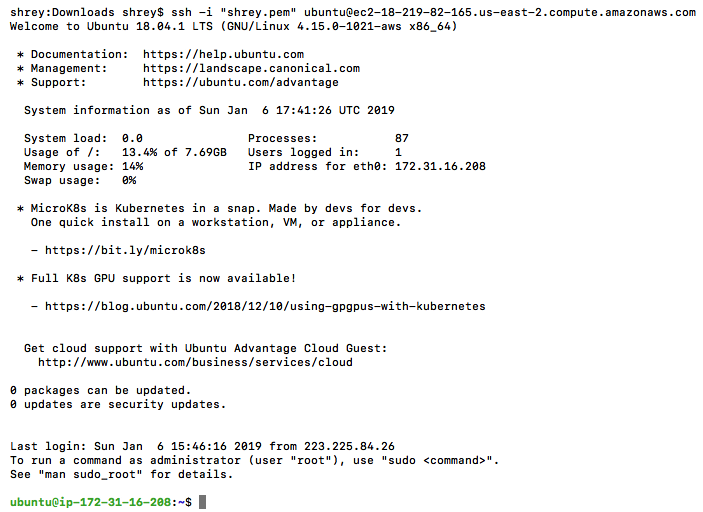 shrey:Downloads shrey$ ssh -i "shrey.pem" ubuntu@ec2-18-219-82-165.us-east-2.compute.amazonaws.com
Welcome to Ubuntu 18.04.1 LTS (GNU/Linux 4.15.0-1021-aws x86_64)
* Documentation:  https://help.ubuntu.com
* Management:     https://landscape.canonical.com
* Support:        https://ubuntu.com/advantage
System information as of Sun Jan  6 17:41:26 UTC 2019
System load:  0.0               Processes:           87
Usage of /:   13.4% of 7.69GB   Users logged in:     1
Memory usage: 14%               IP address for eth0: 172.31.16.208
Swap usage:   0%
* MicroK8s is Kubernetes in a snap. Made by devs for devs.
One quick install on a workstation, VM, or appliance.
- https://bit.ly/microk8s
* Full K8s GPU support is now available!
- https://blog.ubuntu.com/2018/12/10/using-gpgpus-with-kubernetes
Get cloud support with Ubuntu Advantage Cloud Guest:
http://www.ubuntu.com/business/services/cloud
0 packages can be updated.
0 updates are security updates.
Last login: Sun Jan  6 15:46:16 2019 from 223.225.84.26
To run a command as administrator (user "root"), use "sudo <command>".
See "man sudo_root" for details.
ubuntu@ip-172-31-16-208:~$